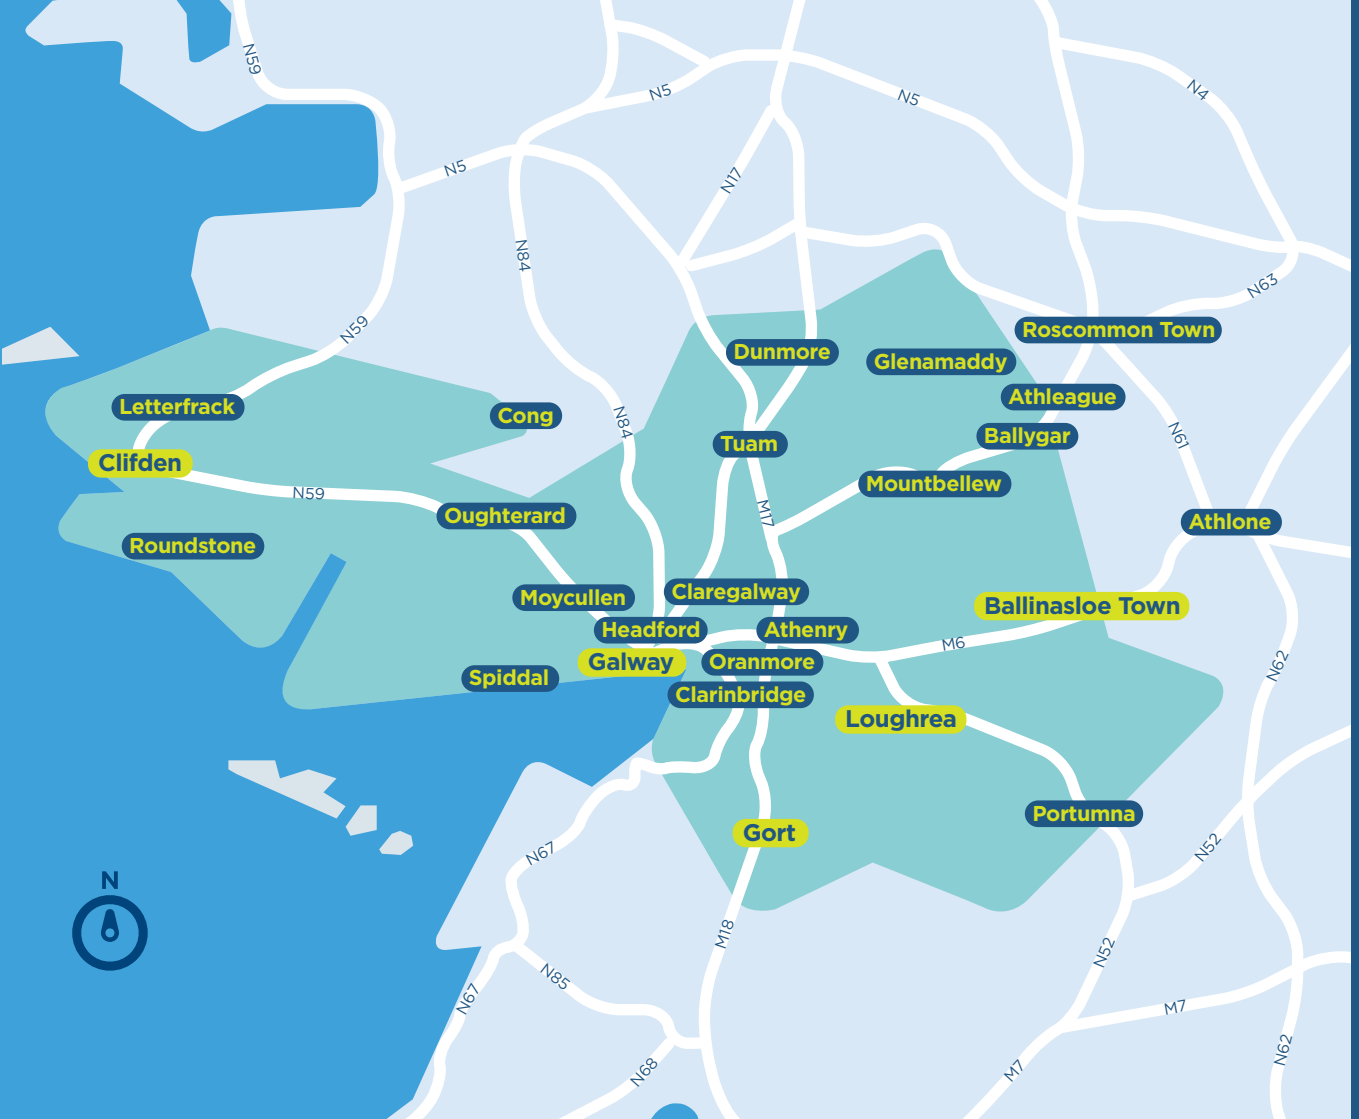 N59
N5
N5
N4
N5
N17
N84
N63
N59
Roscommon Town
Dunmore
Glenamaddy
Athleague
Letterfrack
Cong
N84
Ballygar
N61
Tuam
Clifden
Mountbellew
N59
Oughterard
M17
Athlone
Roundstone
Moycullen
Claregalway
Ballinasloe Town
Headford
Athenry
M6
Galway
Oranmore
N62
Spiddal
Clarinbridge
Loughrea
Portumna
Gort
N67
N52
N
M18
N52
N85
N67
M7
N62
N68
M7